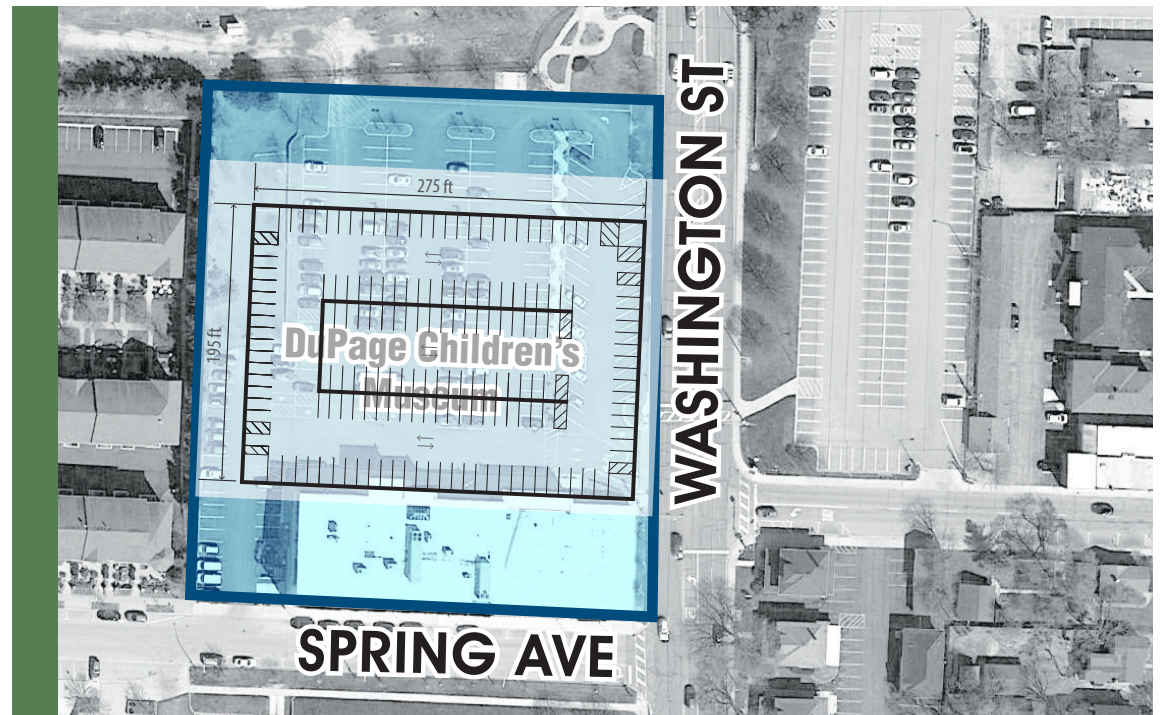 275 ft
195 ft
DuPage Children's
Museum
WASHINGTON ST
SPRING AVE